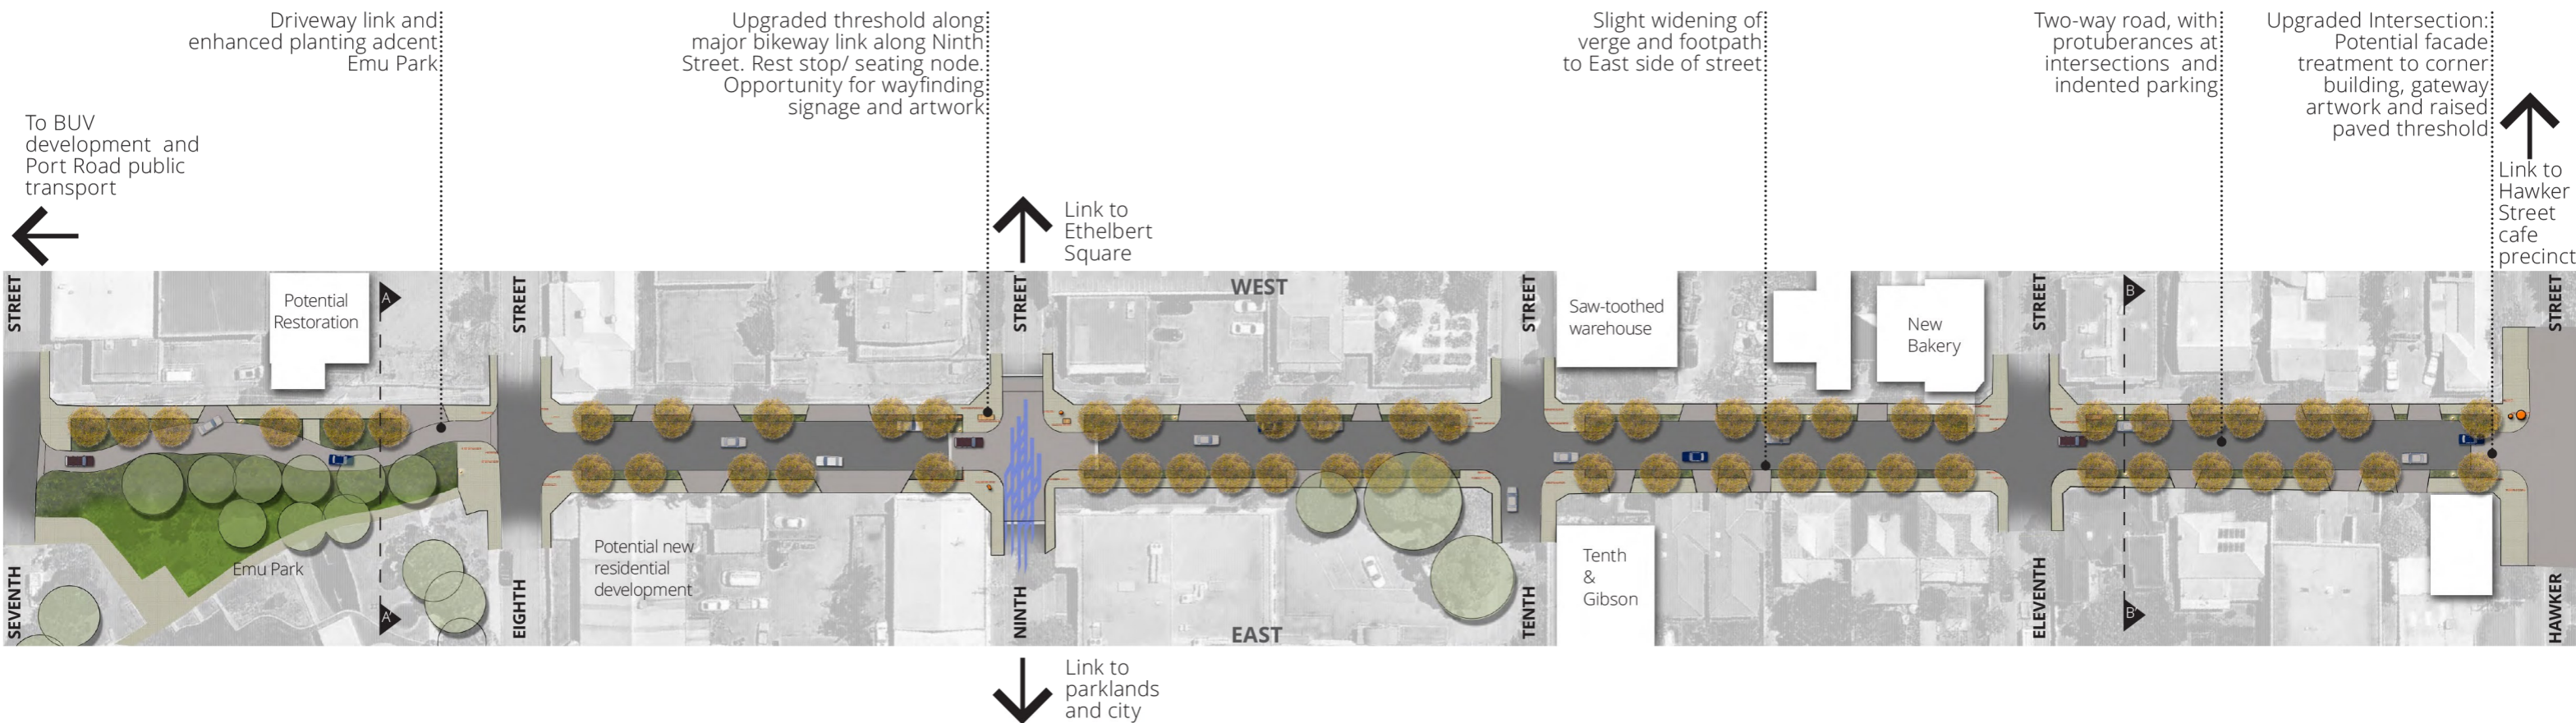 Driveway link and
enhanced planting adcent
Emu Park
Upgraded threshold along
major bikeway link along Ninth
Street. Rest stop/ seating node.
Opportunity for wayfinding
signage and artwork
Slight widening of
verge and footpath
to East side of street
Two-way road, with
protuberances at
intersections and
indented parking
Upgraded Intersection:
Potential facade
treatment to corner
building, gateway
artwork and raised
paved threshold
To BUV
development and
Port Road public
transport
Link to
Ethelbert
Square
Link to
Hawker
Street
cafe
precinct
STREET
STREET
STREET
WEST
STREET
STREET
STREET
Potential
Restoration
A
Saw-toothed
warehouse
New
Bakery
B
Emu Park
Potential new
residential
development
Tenth
&
Gibson
A'
B'
SEVENTH
EIGHTH
NINTH
EAST
TENTH
ELEVENTH
HAWKER
Link to
parklands
and city